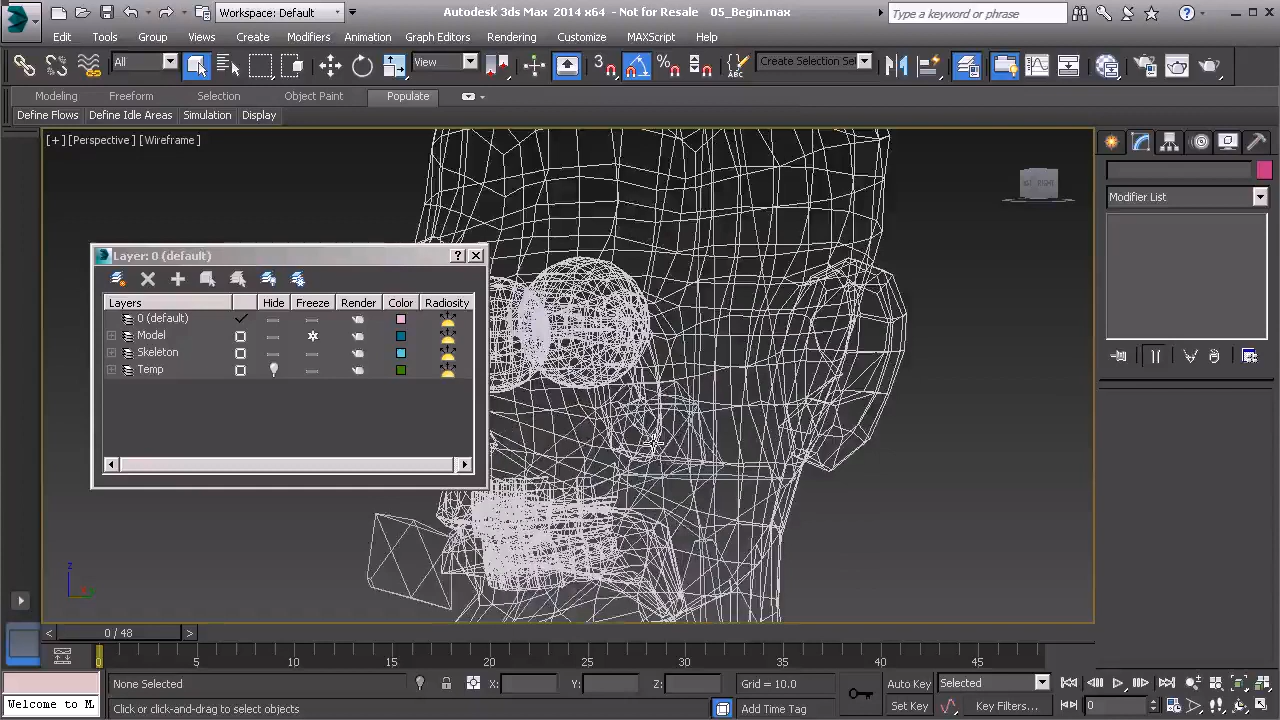 Workspace: Default
Autodesk 3ds Max 2014 x64 - Not for Resale 05_Begin.max
Type a keyword or phrase
Edit Tools Group Create Modifiers Animation Graph Editors Rendering Customize MAXScript Help
All View 3 Create Selection Se
Modeling Freeform Selection Object Paint Populate
Define Flows Define Idle Areas Simulation Display
[+] [Perspective] [Wireframe]
RIGHT
Modifier List
Layer: 0 (default)
Layers Hide Freeze Render Color Radiosity
0 (default)
Model
Skeleton
Temp
z
< 0 / 48 >
0 5 10 15 20 25 30 35 40 45
None Selected X: Y: Z: Grid = 10.0 Auto Key Selected
Welcome to M Click or click-and-drag to select objects Add Time Tag Set Key Key Filters... 0